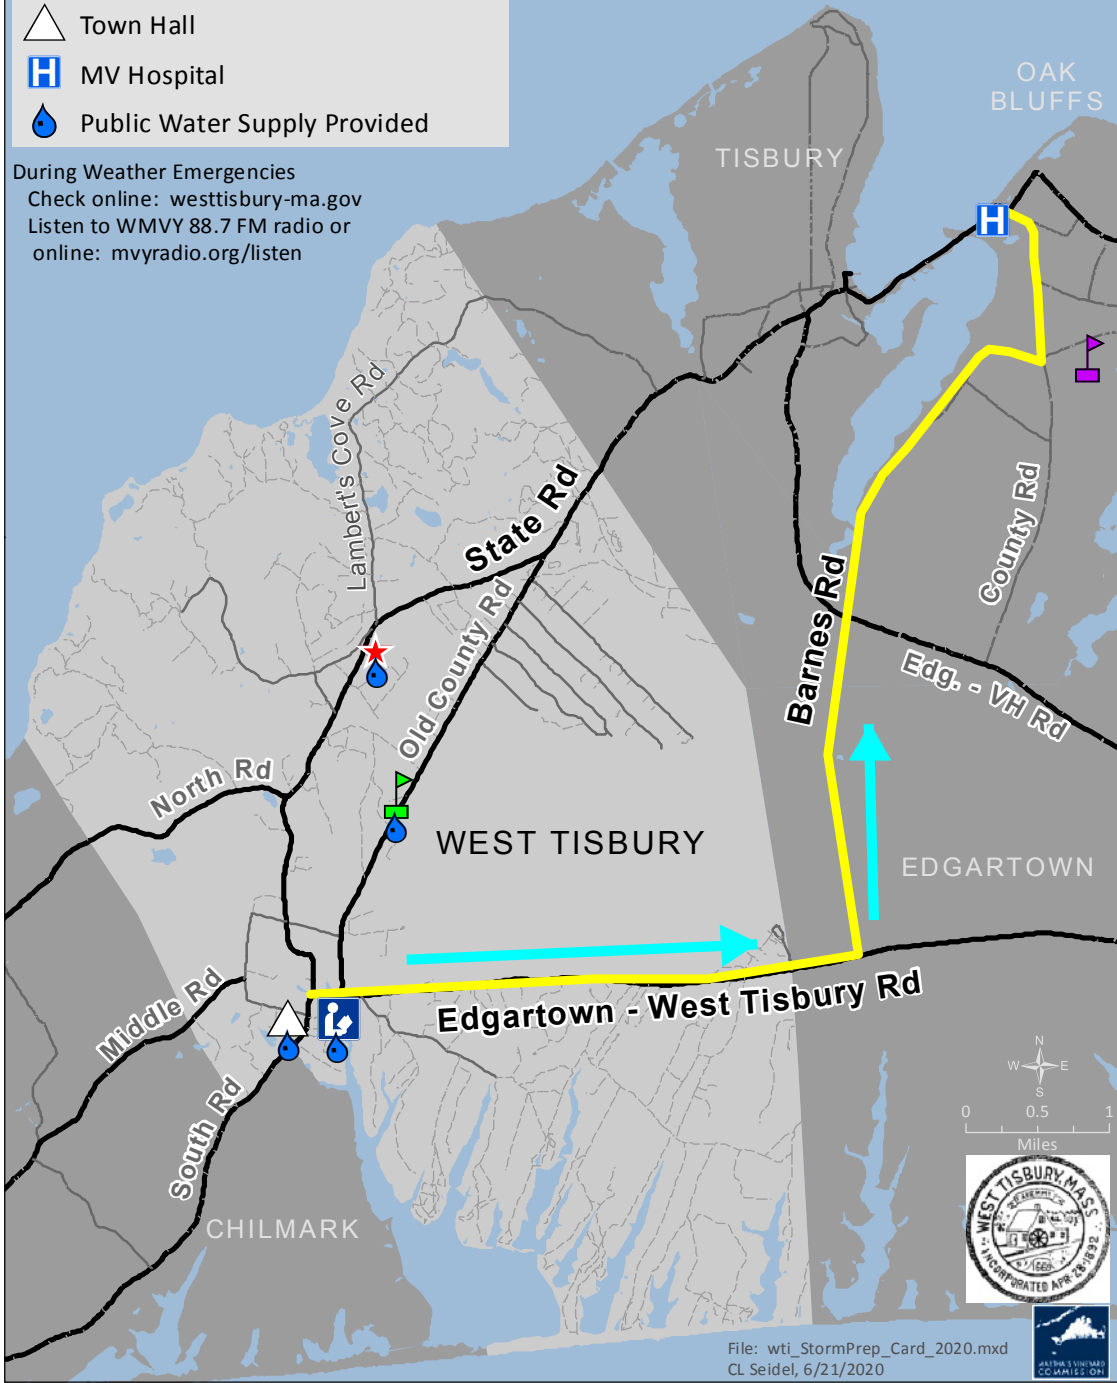 Town Hall
H
MV Hospital
Public Water Supply Provided
During Weather Emergencies
Check online: westtisbury-ma.gov
Listen to WMVY 88.7 FM radio or
online: mvyradio.org/listen
OAK
BLUFFS
TISBURY
H
Lambert's Cove Rd
State Rd
County Rd
Old County Rd
Barnes Rd
Edg. - VH Rd
North Rd
WEST TISBURY
EDGARTOWN
Middle Rd
Edgartown - West Tisbury Rd
South Rd
N
W E
S
0 0.5 1
Miles
WEST TISBURY, MASS
INCORPORATED APR. 28. 1892
CHILMARK
File: wti_StormPrep_Card_2020.mxd
CL Seidel, 6/21/2020
MARTHA'S VINEYARD
COMMISSION